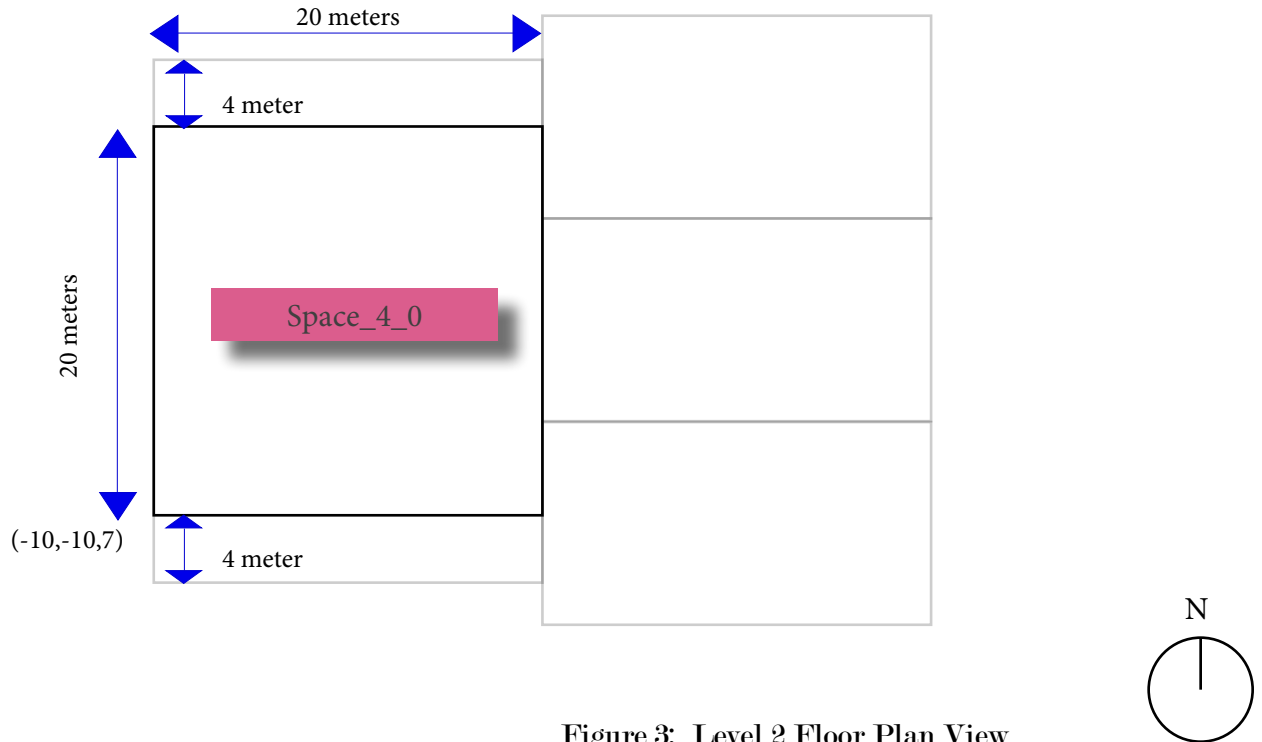 20 meters
4 meter
20 meters
Space_4_0
(-10,-10,7)
4 meter
N
Figure 3: Level 2 Floor Plan View